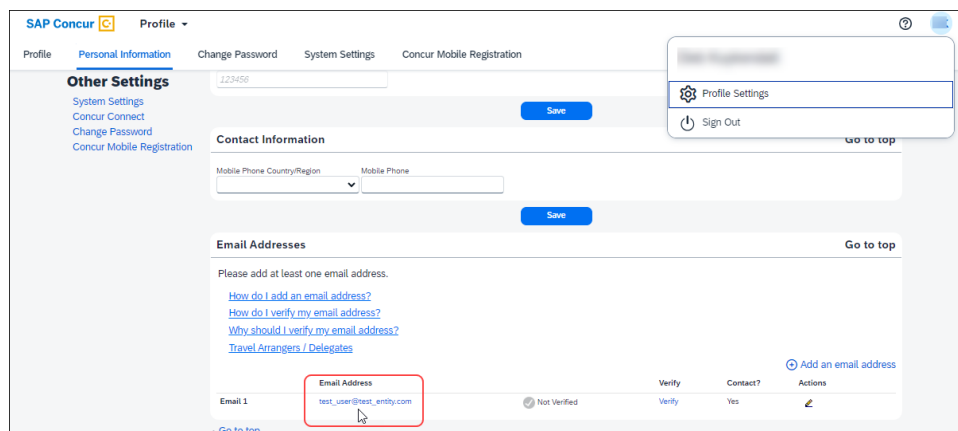 SAP Concur C Profile
Profile Personal Information Change Password System Settings Concur Mobile Registration
Profile Settings
Sign Out
Other Settings
System Settings
Concur Connect
Change Password
Concur Mobile Registration
123456
Save
Contact Information Go to top
Mobile Phone Country/Region Mobile Phone
Save
Email Addresses Go to top
Please add at least one email address.
How do I add an email address?
How do I verify my email address?
Why should I verify my email address?
Travel Arrangers / Delegates
Add an email address
Email Address Verify Contact? Actions
Email 1 test_user@test_entity.com Not Verified Verify Yes
Go to top